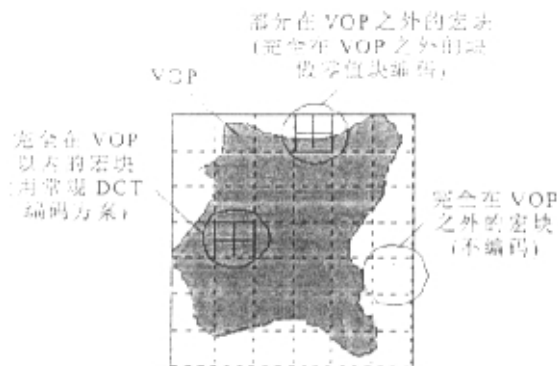 部分在 VOP 之外的宏块
(完全在 VOP 之外的块
做零值块编码)
VOP
完全在 VOP
以内的宏块
(用常规 DCT
编码方案)
完全在 VOP
之外的宏块
(不编码)